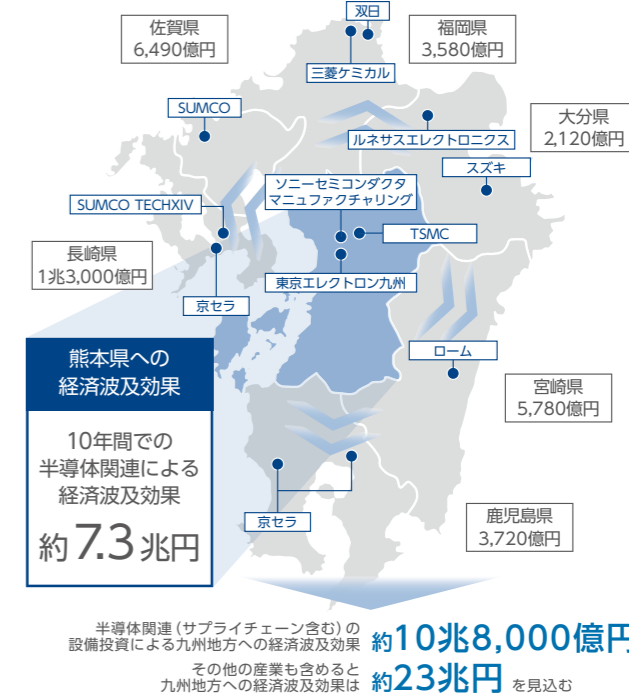 双日
佐賀県
6,490億円
福岡県
3,580億円
三菱ケミカル
SUMCO
大分県
2,120億円
ルネサスエレクトロニクス
スズキ
ソニーセミコンダクタ
マニュファクチャリング
SUMCO TECHXIV
TSMC
長崎県
1兆3,000億円
東京エレクトロン九州
京セラ
ローム
熊本県への
経済波及効果
宮崎県
5,780億円
10年間での
半導体関連による
経済波及効果
約7.3兆円
京セラ
鹿児島県
3,720億円
半導体関連（サプライチェーン含む）の
設備投資による九州地方への経済波及効果
約10兆8,000億円
その他の産業も含めると
九州地方への経済波及効果は
約23兆円 を見込む